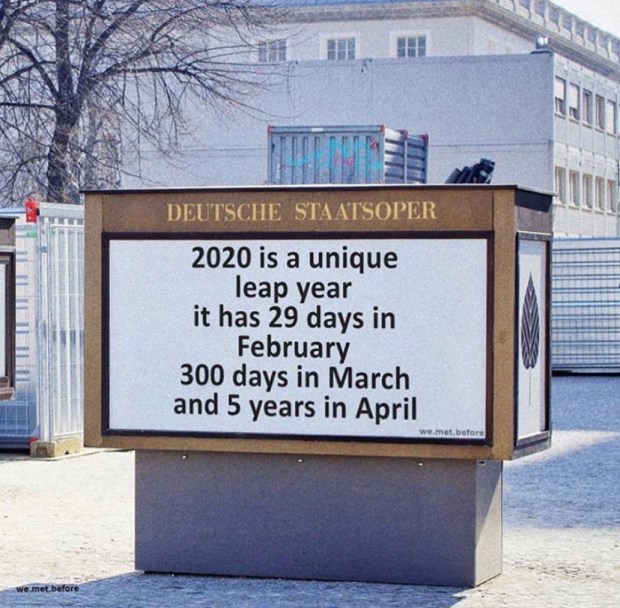 DEUTSCHE STAATSOPER
2020 is a unique
leap year
it has 29 days in
February
300 days in March
and 5 years in April
we.met.before
we.met.before